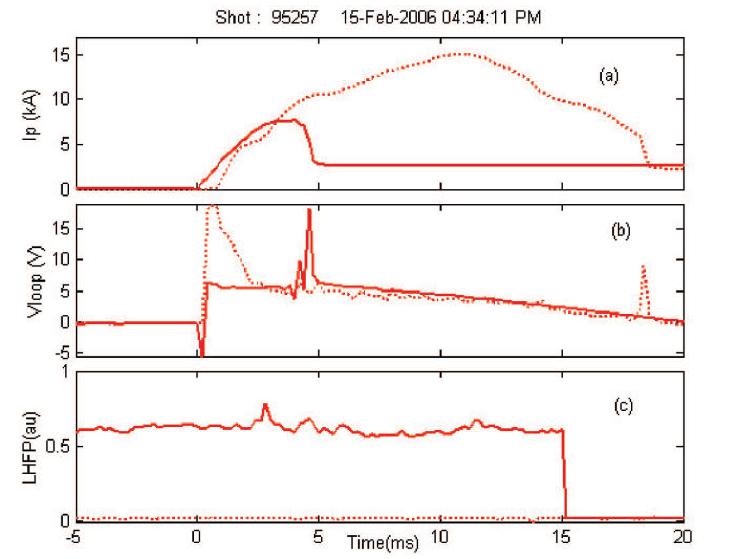 Shot : 95257 15-Feb-2006 04:34:11 PM
15
10
5
0
Ip (kA)
(a)
15
10
5
0
-5
Vloop (V)
(b)
1
0.5
0
LHFP(au)
(c)
-5 0 5 10 15 20
Time(ms)